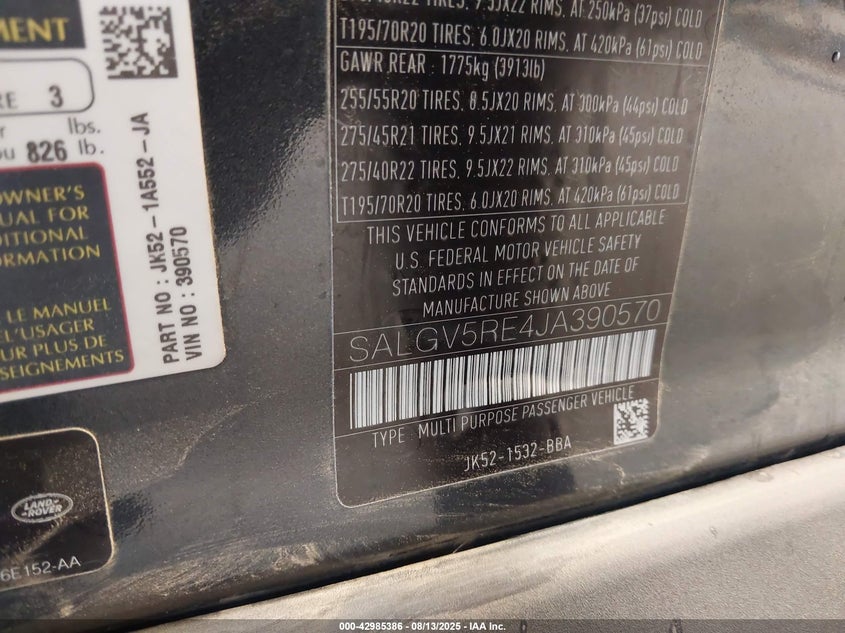 EMENT
3
lbs.
826 lb.
OWNER'S
UAL FOR
DITIONAL
ORMATION
LE MANUEL
L'USAGER
UR PLUS DE
SEIGNEMENTS
PART NO : JK52-1A552-JA
VIN NO : 390570
LAND-
ROVER
6E152-AA
T195/70R20 TIRES, 6.0JX20 RIMS, AT 420kPa (61psi) COLD
GAWR REAR : 1775kg (3913lb)
255/55R20 TIRES, 8.5JX20 RIMS, AT 300kPa (44psi) COLD
275/45R21 TIRES, 9.5JX21 RIMS, AT 310kPa (45psi) COLD
275/40R22 TIRES, 9.5JX22 RIMS, AT 310kPa (45psi) COLD
T195/70R20 TIRES, 6.0JX20 RIMS, AT 420kPa (61psi) COLD
THIS VEHICLE CONFORMS TO ALL APPLICABLE
U.S. FEDERAL MOTOR VEHICLE SAFETY
STANDARDS IN EFFECT ON THE DATE OF
MANUFACTURE SHOWN ABOVE
SALGV5RE4JA390570
TYPE MULTI PURPOSE PASSENGER VEHICLE
JK52-1532-BBA
000-42985386 - 08/13/2025 - IAA Inc.